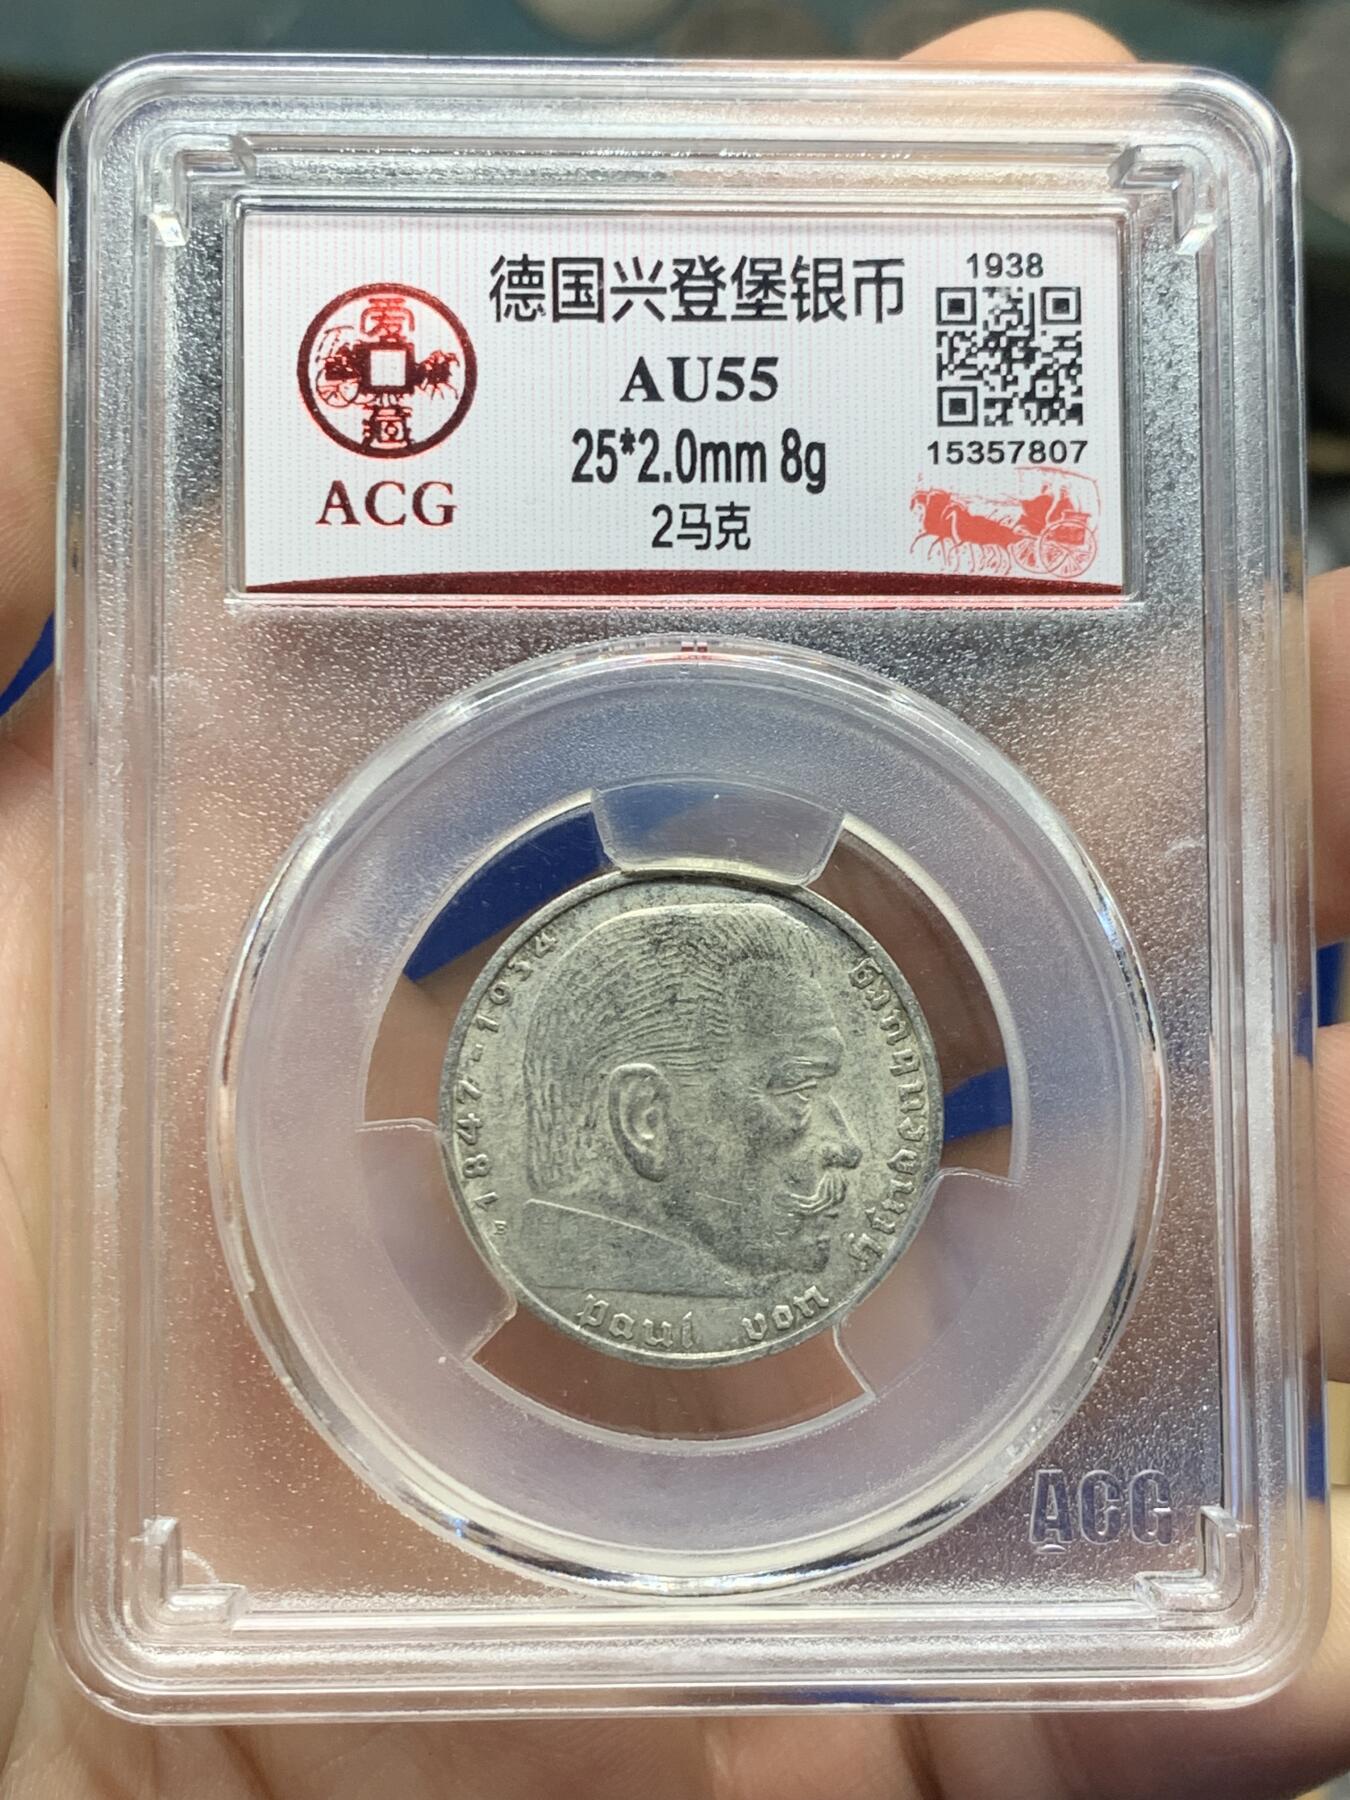 德国兴登堡银币
1938
爱
藏
AU55
25*2.0mm 8g
15357807
ACG
2马克
1847-1934
Paul von
Hindenburg
ACG